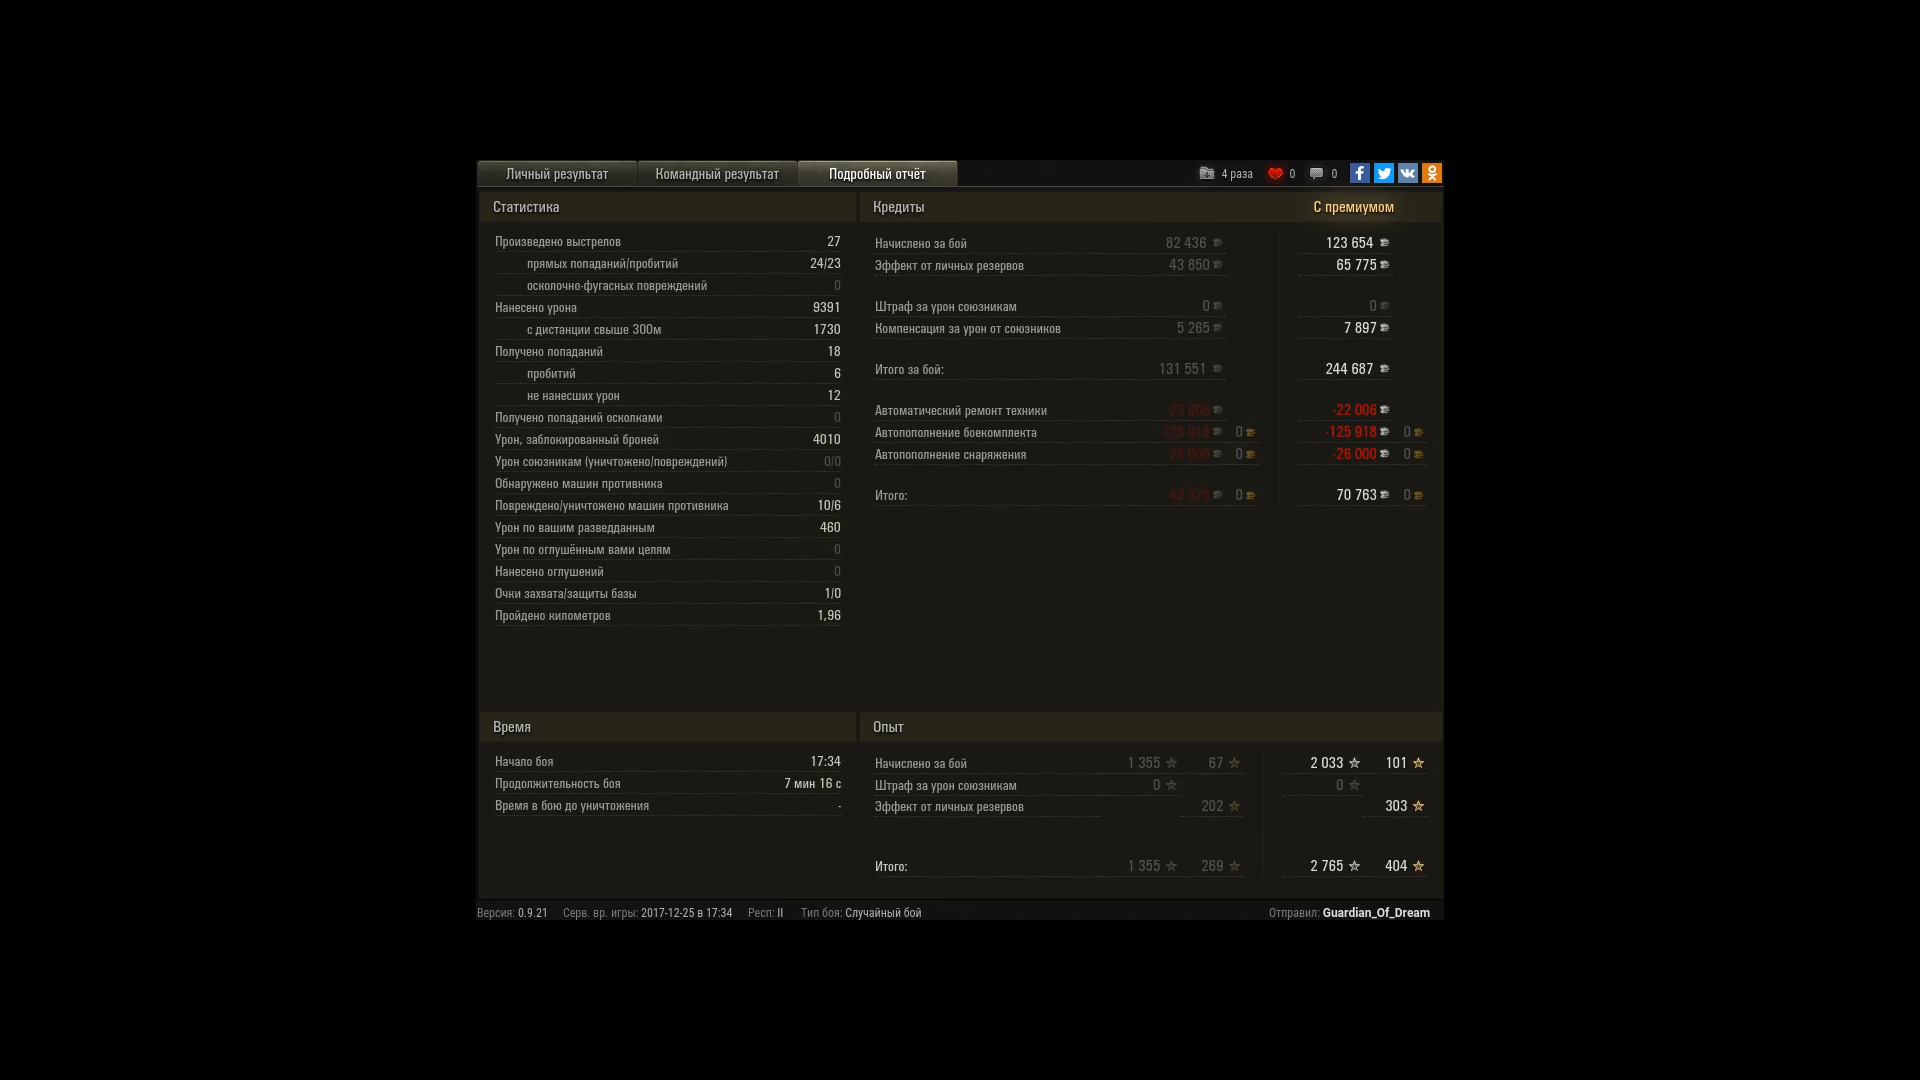 Личный результат Командный результат Подробный отчёт 4 раза 0 0
Статистика
Произведено выстрелов 27
прямых попаданий/пробитий 24/23
осколочно-фугасных повреждений 0
Нанесено урона 9391
с дистанции свыше 300м 1730
Получено попаданий 18
пробитий 6
не нанесших урон 12
Получено попаданий осколками 0
Урон, заблокированный броней 4010
Урон союзникам (уничтожено/повреждений) 0/0
Обнаружено машин противника 0
Повреждено/уничтожено машин противника 10/6
Урон по вашим разведданным 460
Урон по оглушённым вами целям 0
Нанесено оглушений 0
Очки захвата/защиты базы 1/0
Пройдено километров 1,96
Кредиты С премиумом
Начислено за бой 82 436 123 654
Эффект от личных резервов 43 850 65 775
Штраф за урон союзникам 0 0
Компенсация за урон от союзников 5 265 7 897
Итого за бой: 131 551 244 687
Автоматический ремонт техники -22 006 -22 006
Автопополнение боекомплекта -125 918 0 -125 918 0
Автопополнение снаряжения -26 000 0 -26 000 0
Итого: -42 373 0 70 763 0
Время
Начало боя 17:34
Продолжительность боя 7 мин 16 с
Время в бою до уничтожения -
Опыт
Начислено за бой 1 355 67 2 033 101
Штраф за урон союзникам 0 0
Эффект от личных резервов 202 303
Итого: 1 355 269 2 765 404
Версия: 0.9.21 Серв. вр. игры: 2017-12-25 в 17:34 Респ: II Тип боя: Случайный бой Отправил: Guardian_Of_Dream